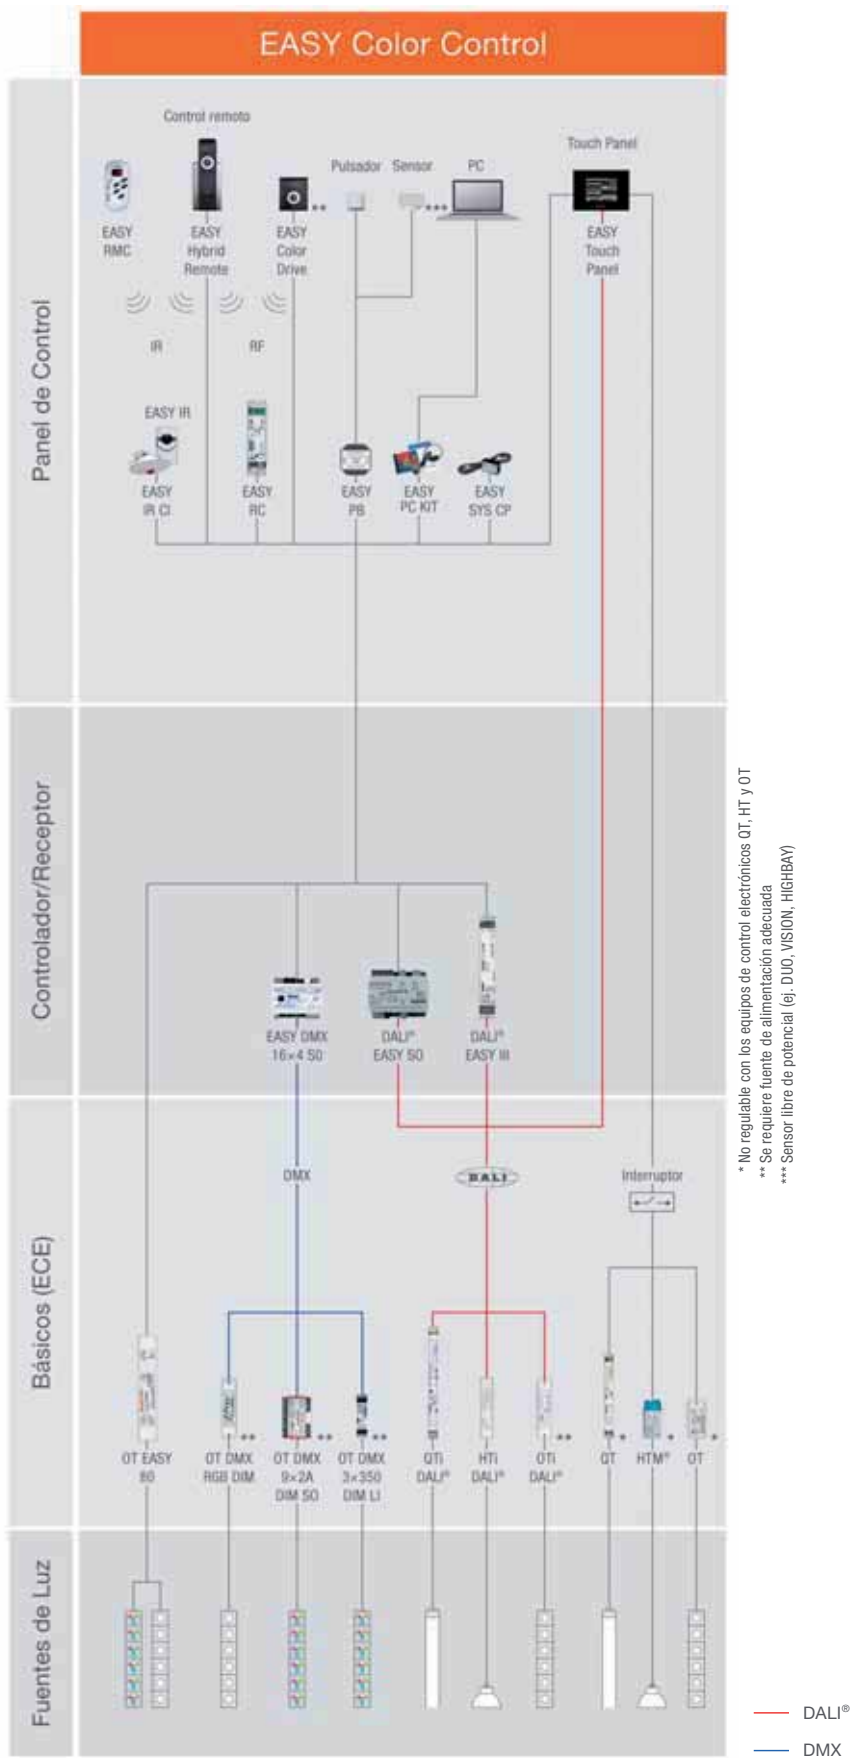 EASY Color Control
Panel de Control
Control remoto
Touch Panel
Pulsador
Sensor
PC
**
***
EASY
RMC
EASY
Hybrid
Remote
EASY
Color
Drive
EASY
Touch
Panel
IR
RF
EASY IR
EASY
IR CI
EASY
RC
EASY
PB
EASY
PC KIT
EASY
SYS CP
Controlador/Receptor
EASY DMX
16×4 SO
DALI®
EASY SO
DALI®
EASY III
Básicos (ECE)
DMX
DALI
Interruptor
OT EASY
80
OT DMX
RGB DIM
**
OT DMX
9×2A
DIM SO
**
OT DMX
3×350
DIM LI
**
QTi
DALI®
HTi
DALI®
OTi
DALI®
**
QT
*
HTM®
*
OT
*
Fuentes de Luz
* No regulable con los equipos de control electrónicos QT, HT y OT
** Se requiere fuente de alimentación adecuada
*** Sensor libre de potencial (ej. DUO, VISION, HIGHBAY)
DALI®
DMX